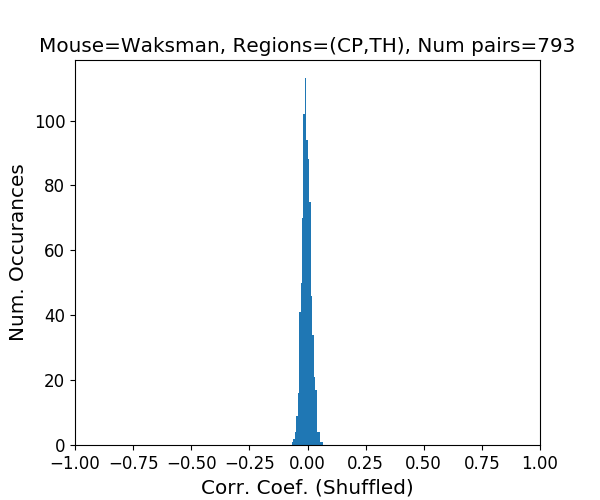 Mouse=Waksman, Regions=(CP,TH), Num pairs=793
Num. Occurances
100
80
60
40
20
0
−1.00 −0.75 −0.50 −0.25 0.00 0.25 0.50 0.75 1.00
Corr. Coef. (Shuffled)